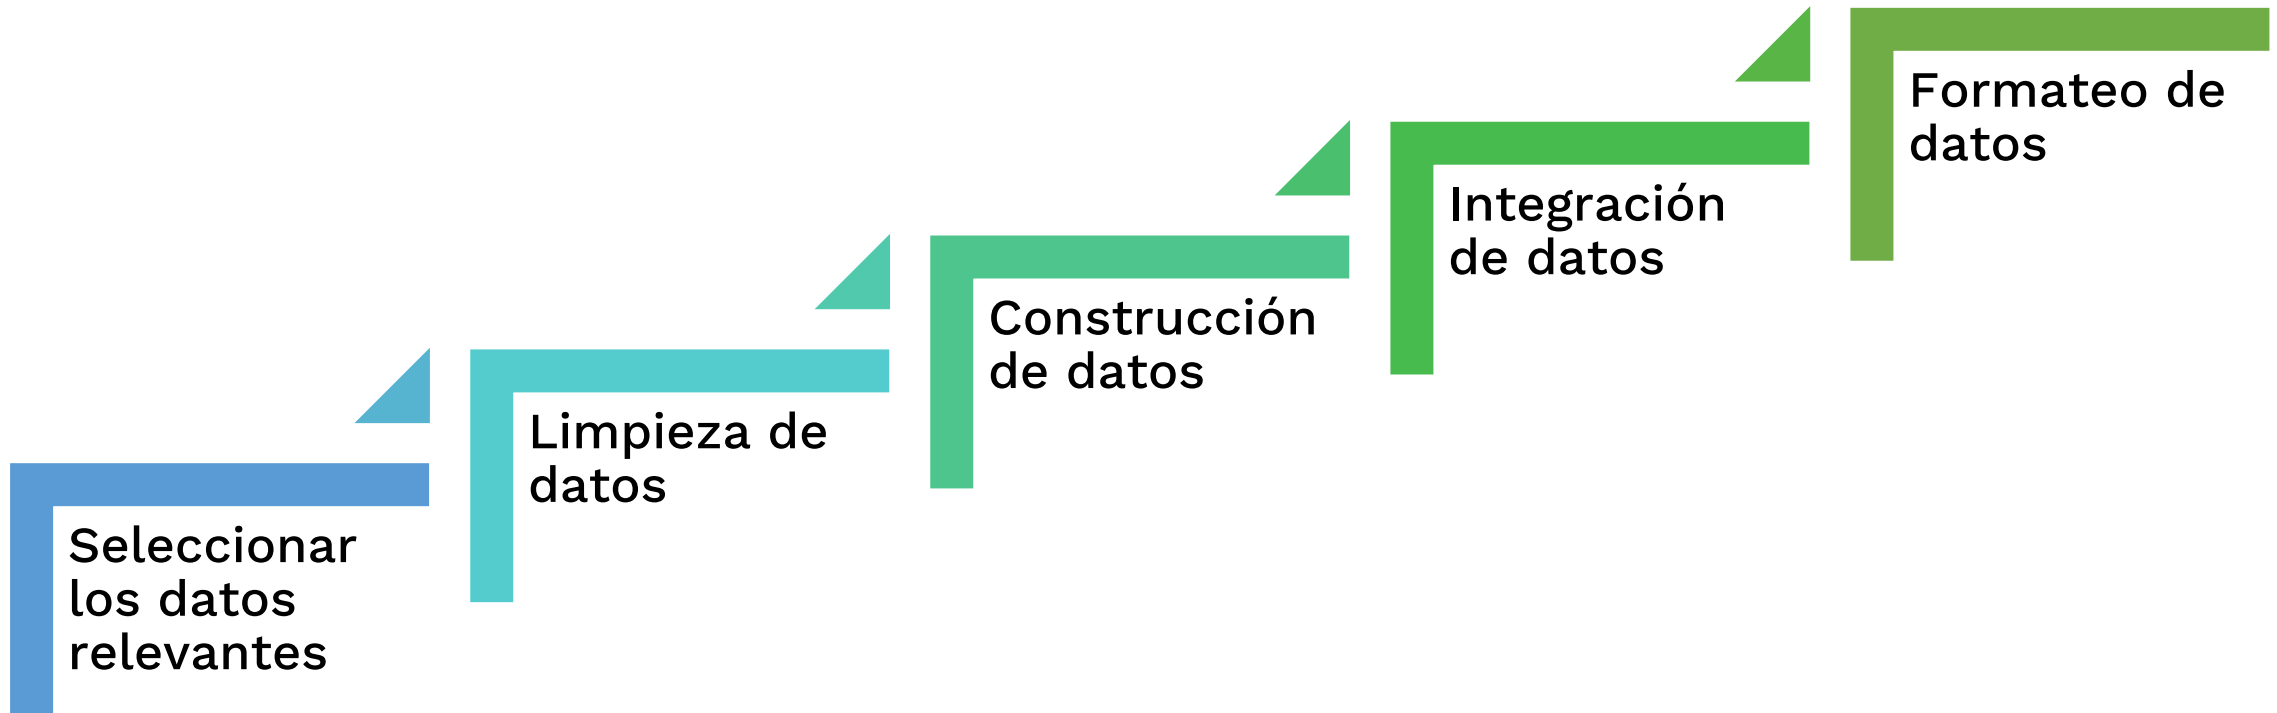 Seleccionar
los datos
relevantes
Limpieza de
datos
Construcción
de datos
Integración
de datos
Formateo de
datos